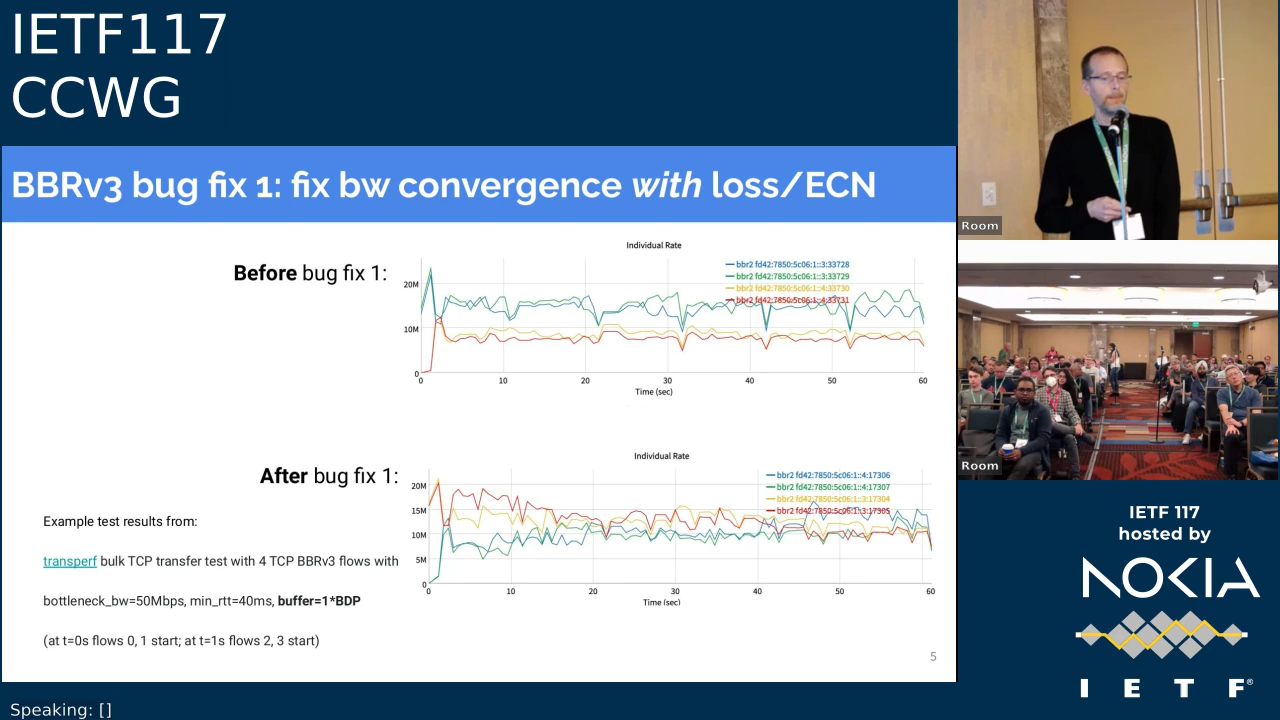 IETF117
CCWG
BBRv3 bug fix 1: fix bw convergence with loss/ECN
Before bug fix 1:
Individual Rate
bbr2 fd42:7850:5c06:1::3:33728
bbr2 fd42:7850:5c06:1::3:33729
bbr2 fd42:7850:5c06:1::4:33730
bbr2 fd42:7850:5c06:1::4:33731
20M
10M
0
0 10 20 30 40 50 60
Time (sec)
After bug fix 1:
Individual Rate
bbr2 fd42:7850:5c06:1::4:17306
bbr2 fd42:7850:5c06:1::4:17307
bbr2 fd42:7850:5c06:1::3:17304
bbr2 fd42:7850:5c06:1::3:17305
20M
15M
10M
5M
0
0 10 20 30 40 50 60
Time (sec)
Example test results from:
transperf bulk TCP transfer test with 4 TCP BBRv3 flows with
bottleneck_bw=50Mbps, min_rtt=40ms, buffer=1*BDP
(at t=0s flows 0, 1 start; at t=1s flows 2, 3 start)
5
Room
Room
IETF 117
hosted by
NOKIA
I E T F®
Speaking: []